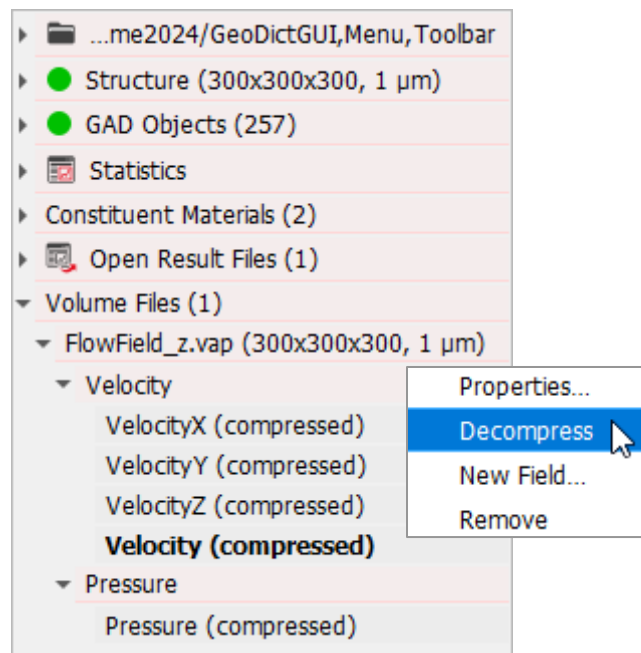 ...me2024/GeoDictGUI,Menu,Toolbar
Structure (300x300x300, 1 µm)
GAD Objects (257)
Statistics
Constituent Materials (2)
Open Result Files (1)
Volume Files (1)
FlowField_z.vap (300x300x300, 1 µm)
Velocity
VelocityX (compressed)
VelocityY (compressed)
VelocityZ (compressed)
Velocity (compressed)
Pressure
Pressure (compressed)
Properties...
Decompress
New Field...
Remove